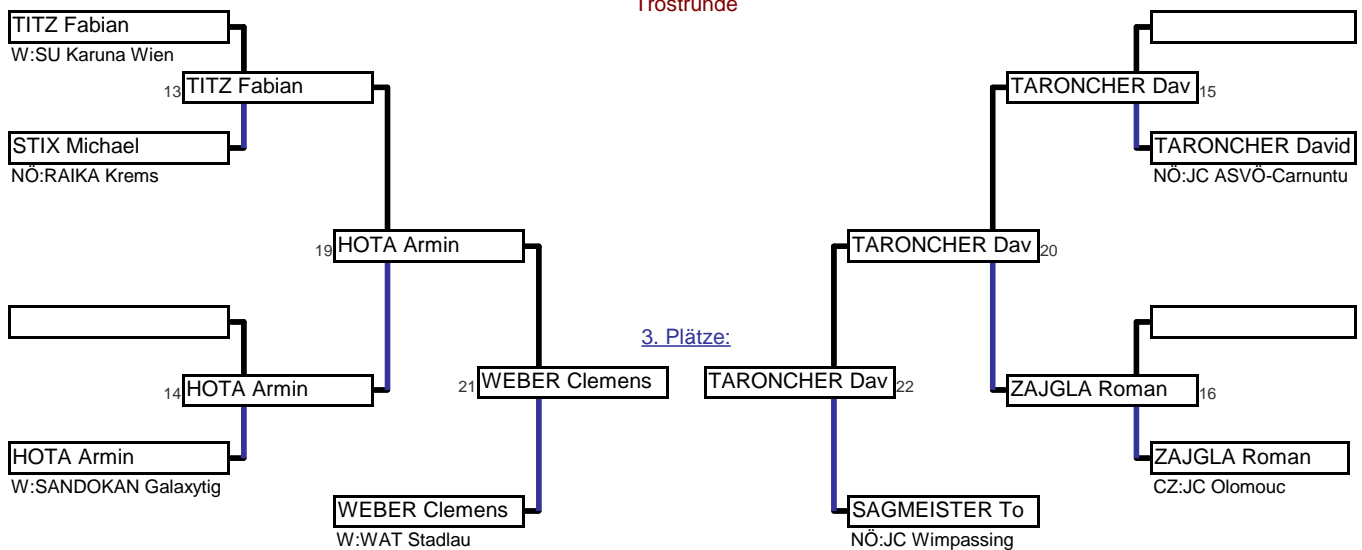 Trostrunde
TITZ Fabian
W:SU Karuna Wien
13 TITZ Fabian
TARONCHER Dav 15
STIX Michael
NÖ:RAIKA Krems
TARONCHER David
NÖ:JC ASVÖ-Carnuntu
19 HOTA Armin
TARONCHER Dav 20
3. Plätze:
14 HOTA Armin
21 WEBER Clemens
TARONCHER Dav 22
ZAJGLA Roman 16
HOTA Armin
W:SANDOKAN Galaxytig
ZAJGLA Roman
CZ:JC Olomouc
WEBER Clemens
W:WAT Stadlau
SAGMEISTER To
NÖ:JC Wimpassing